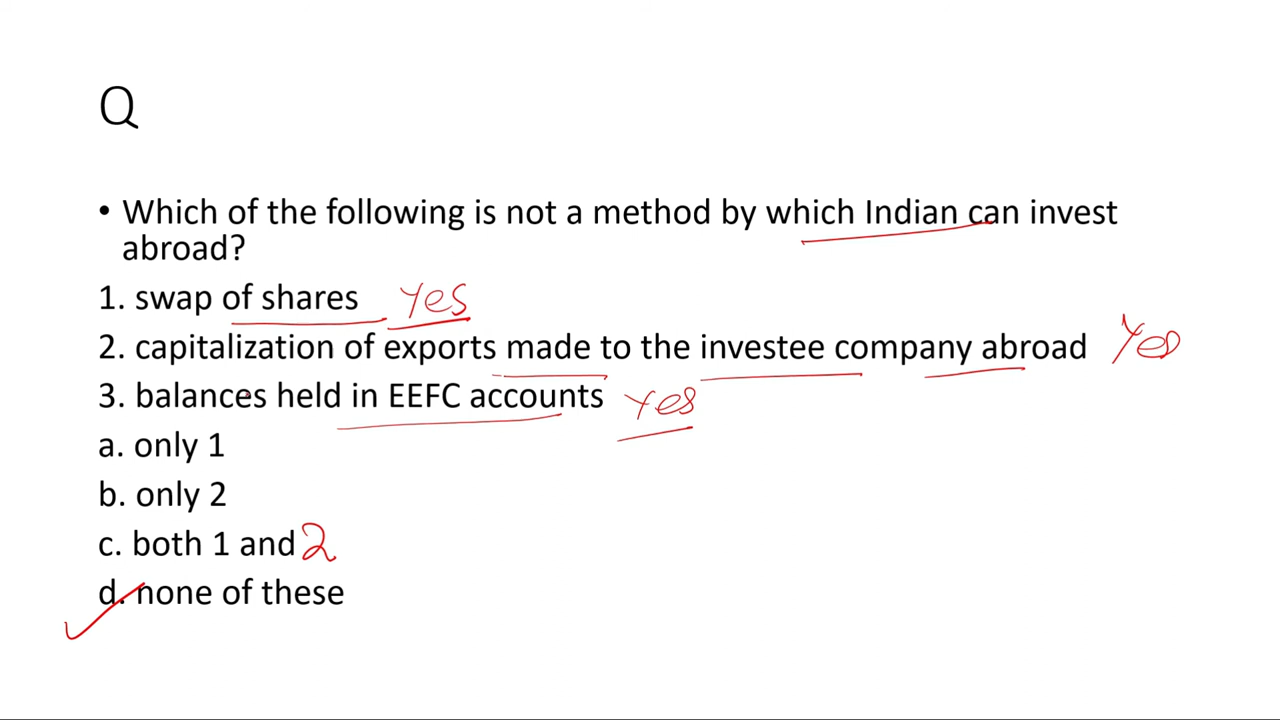 Q
• Which of the following is not a method by which Indian can invest
abroad?
1. swap of shares Yes
2. capitalization of exports made to the investee company abroad Yes
3. balances held in EEFC accounts Yes
a. only 1
b. only 2
c. both 1 and 2
d. none of these